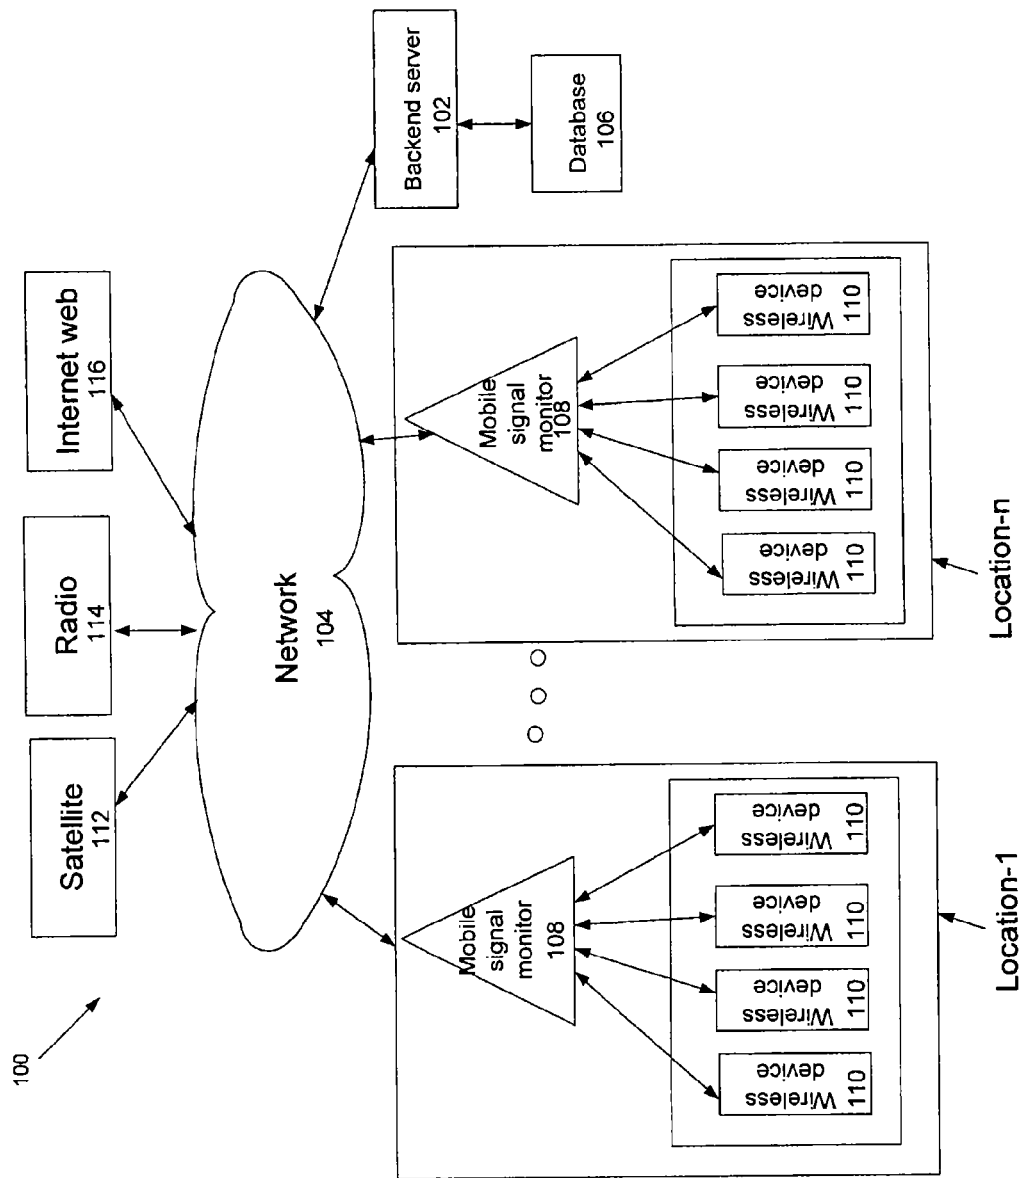 100
Satellite
112
Radio
114
Internet web
116
Network
104
Backend server
102
Database
106
Mobile
signal
monitor
108
Wireless
device
110
Wireless
device
110
Wireless
device
110
Wireless
device
110
Location-1
Mobile
signal
monitor
108
Wireless
device
110
Wireless
device
110
Wireless
device
110
Wireless
device
110
Location-n